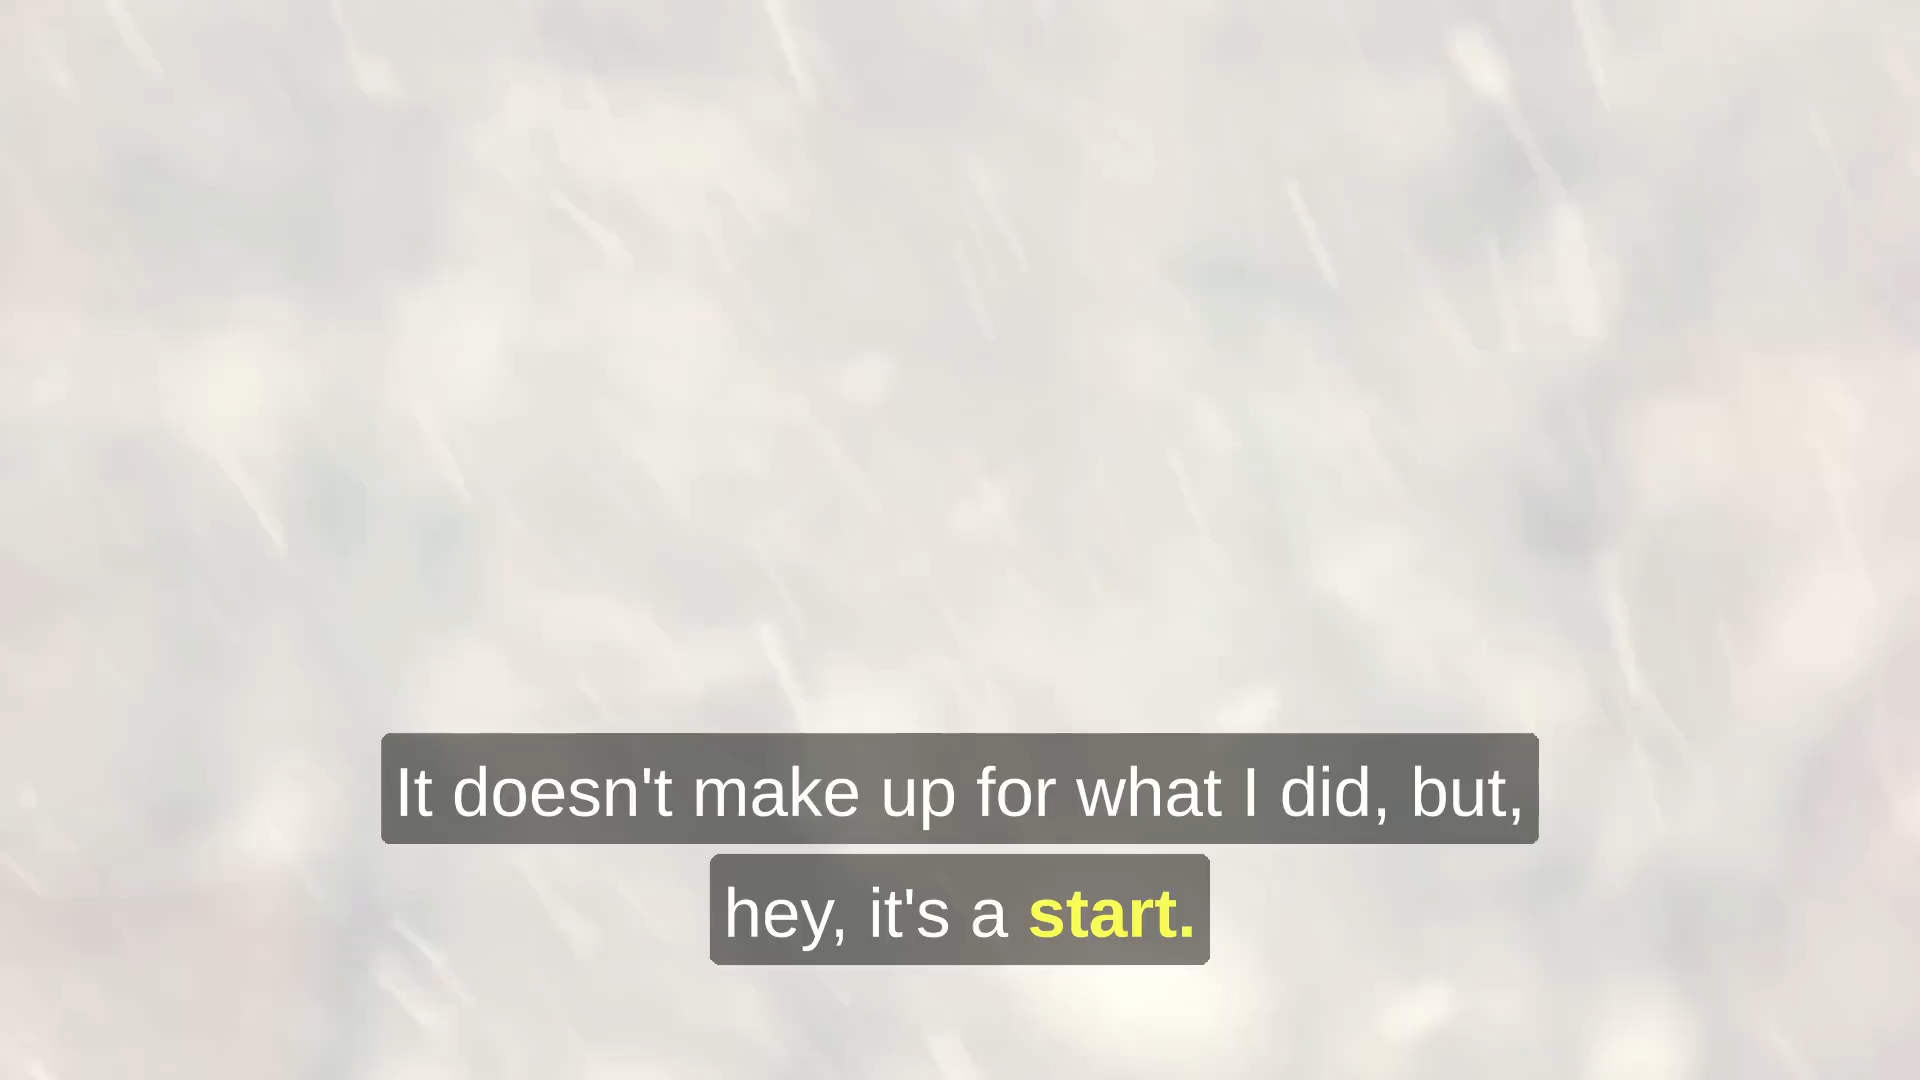 It doesn't make up for what I did, but,
hey, it's a start.